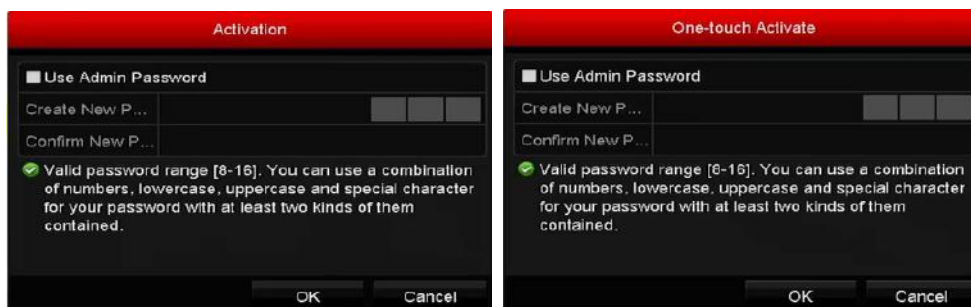 Activation
Use Admin Password
Create New P...
Confirm New P...
Valid password range [8-16]. You can use a combination
of numbers, lowercase, uppercase and special character
for your password with at least two kinds of them
contained.
OK Cancel
One-touch Activate
Use Admin Password
Create New P...
Confirm New P...
Valid password range [8-16]. You can use a combination
of numbers, lowercase, uppercase and special character
for your password with at least two kinds of them
contained.
OK Cancel